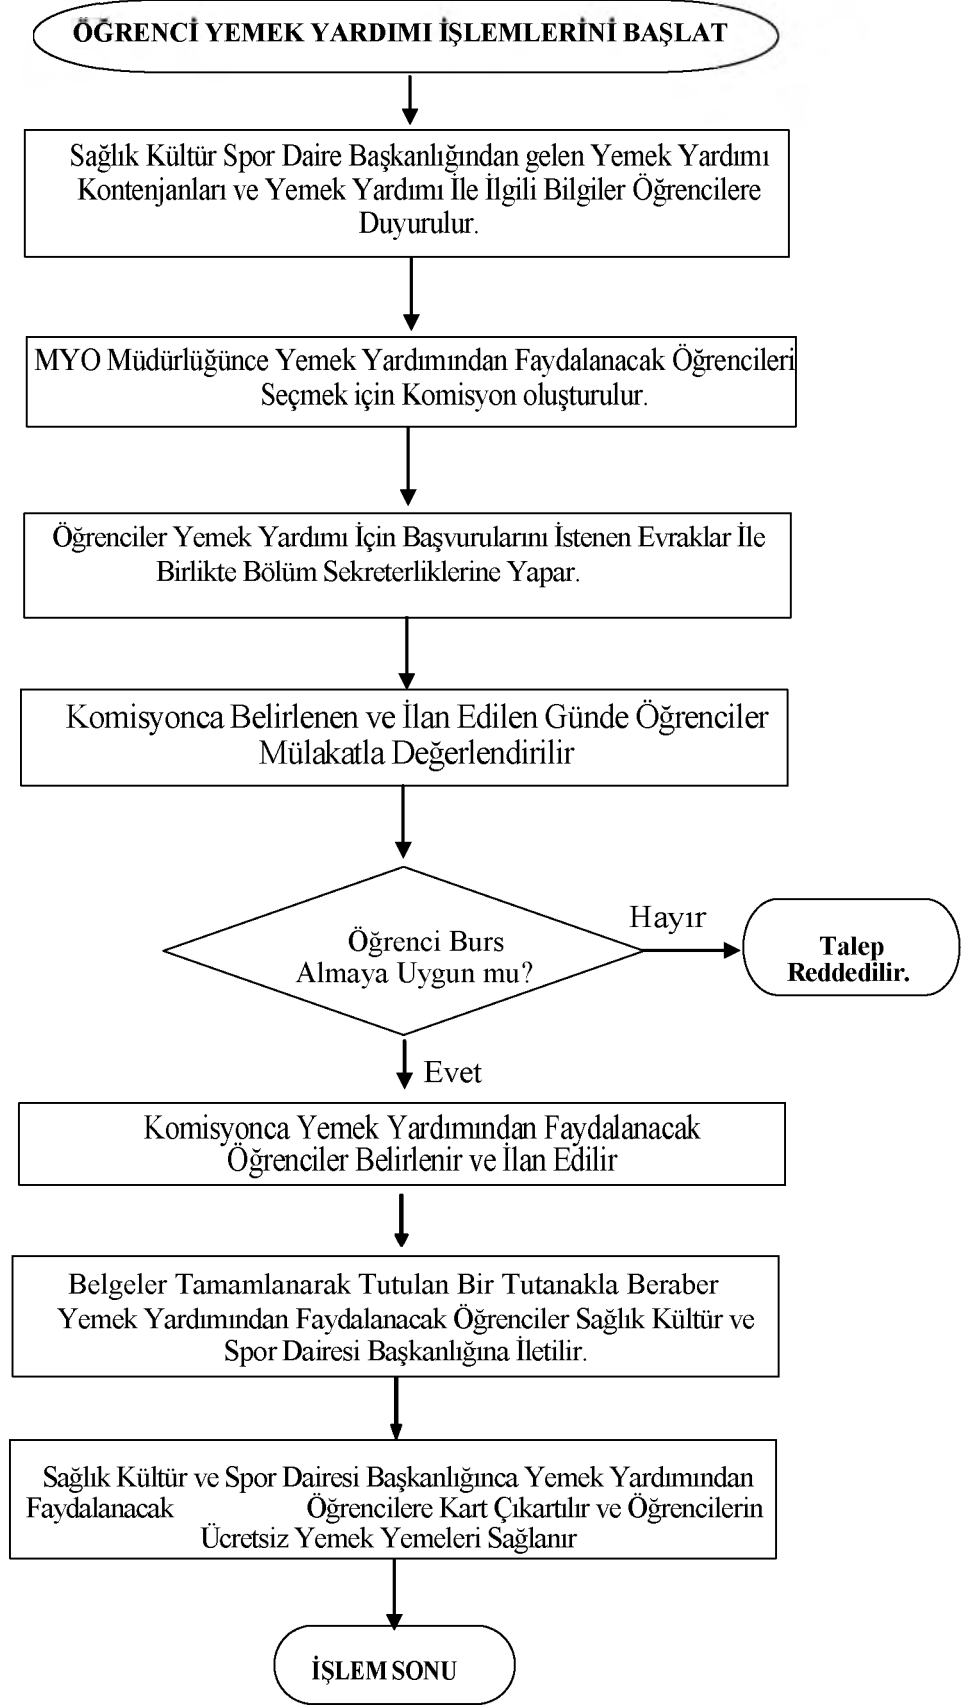 ÖĞRENCİ YEMEK YARDIMI İŞLEMLERİNİ BAŞLAT
Sağlık Kültür Spor Daire Başkanlığından gelen Yemek Yardımı
Kontenjanları ve Yemek Yardımı İle İlgili Bilgiler Öğrencilere
Duyurulur.
MYO Müdürlüğünce Yemek Yardımından Faydalanacak Öğrencileri
Seçmek için Komisyon oluşturulur.
Öğrenciler Yemek Yardımı İçin Başvurularını İstenen Evraklar İle
Birlikte Bölüm Sekreterliklerine Yapar.
Komisyonca Belirlenen ve İlan Edilen Günde Öğrenciler
Mülakatla Değerlendirilir
Öğrenci Burs
Almaya Uygun mu?
Hayır
Talep
Reddedilir.
Evet
Komisyonca Yemek Yardımından Faydalanacak
Öğrenciler Belirlenir ve İlan Edilir
Belgeler Tamamlanarak Tutulan Bir Tutanakla Beraber
Yemek Yardımından Faydalanacak Öğrenciler Sağlık Kültür ve
Spor Dairesi Başkanlığına İletilir.
Sağlık Kültür ve Spor Dairesi Başkanlığınca Yemek Yardımından
Faydalanacak Öğrencilere Kart Çıkartılır ve Öğrencilerin
Ücretsiz Yemek Yemeleri Sağlanır
İŞLEM SONU